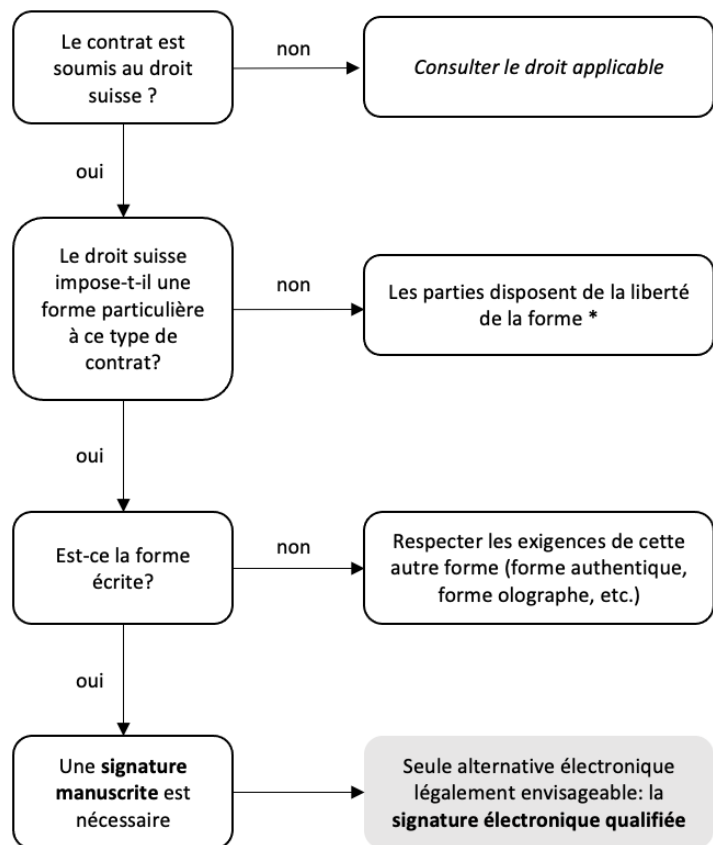 Le contrat est
soumis au droit
suisse ?
non
Consulter le droit applicable
oui
Le droit suisse
impose-t-il une
forme particulière
à ce type de
contrat?
non
Les parties disposent de la liberté
de la forme *
oui
Est-ce la forme
écrite?
non
Respecter les exigences de cette
autre forme (forme authentique,
forme olographe, etc.)
oui
Une signature
manuscrite est
nécessaire
Seule alternative électronique
légalement envisageable: la
signature électronique qualifiée